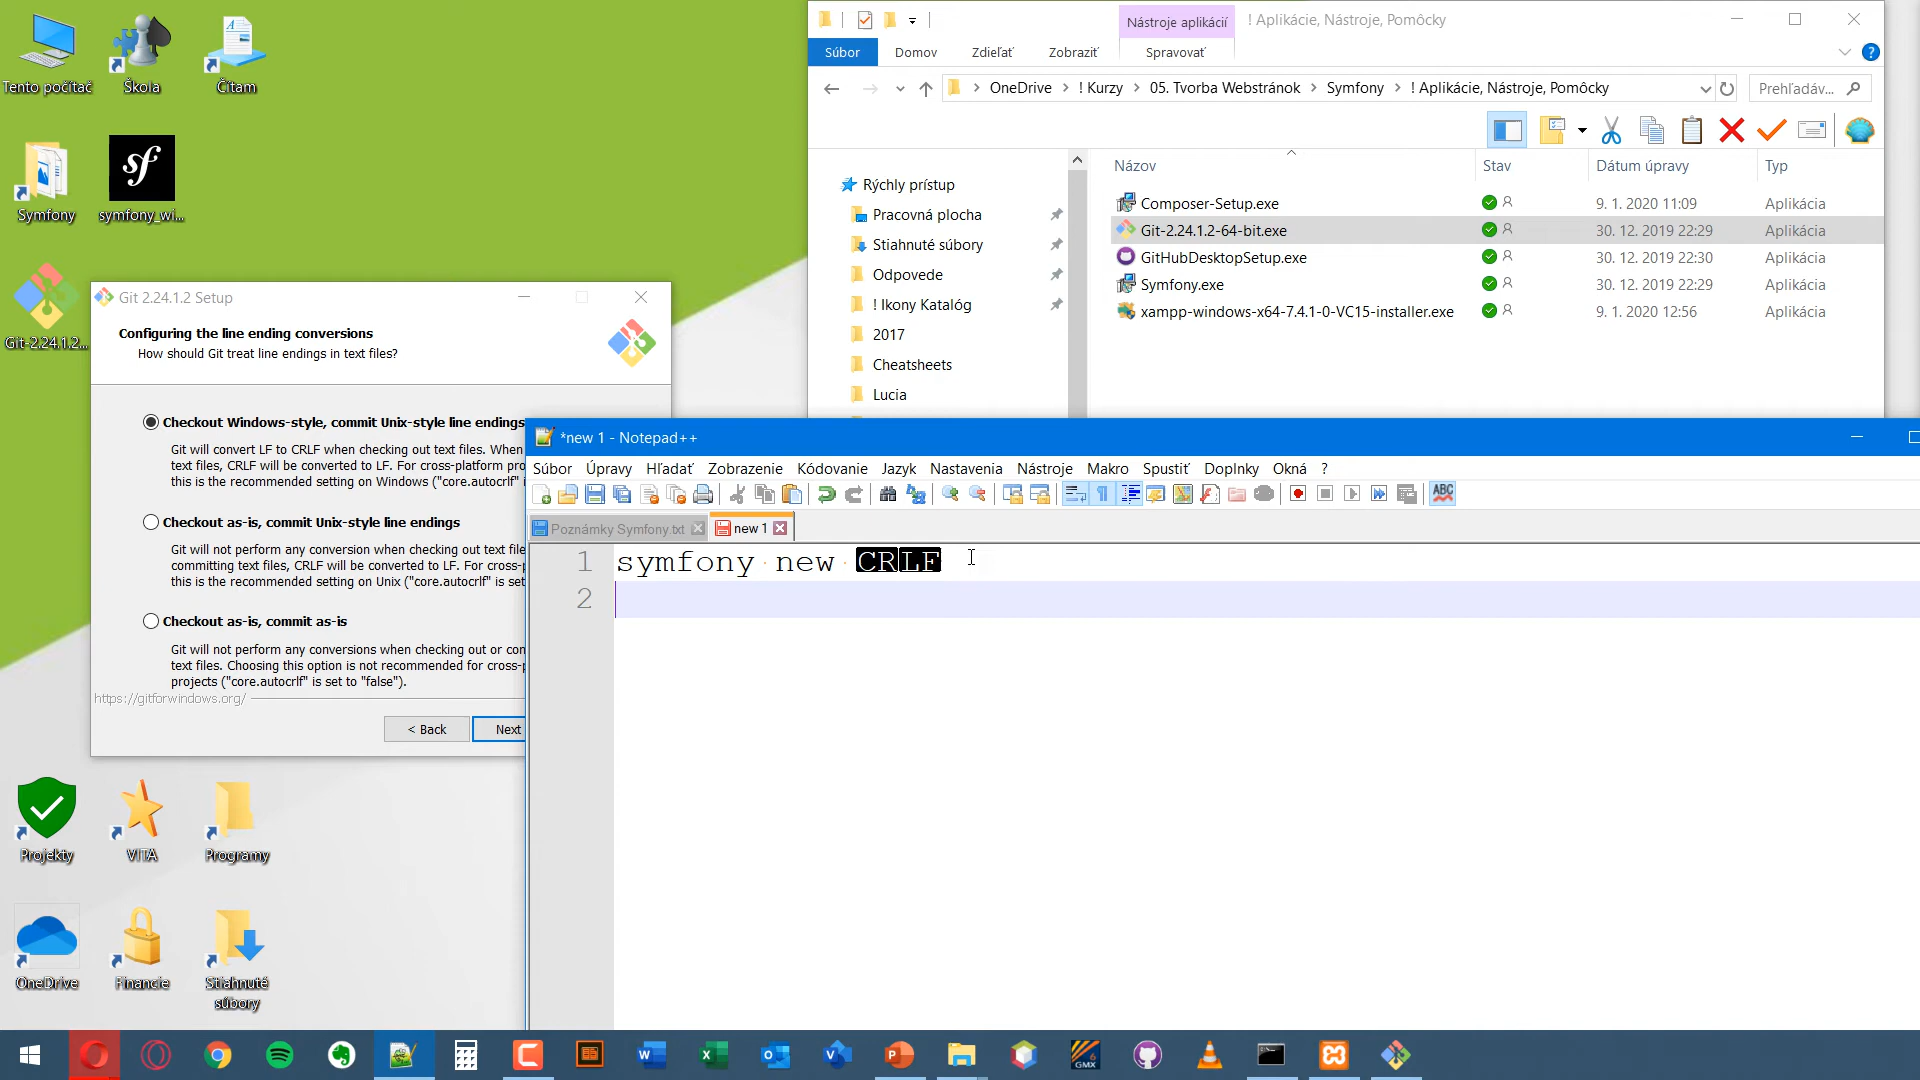 Tento počítač
Škola
Čítam
Symfony
symfony_wi...
Git-2.24.1.2...
Projekty
VITA
Programy
OneDrive
Financie
Stiahnuté
súbory
Git 2.24.1.2 Setup
Configuring the line ending conversions
How should Git treat line endings in text files?
Checkout Windows-style, commit Unix-style line endings
Git will convert LF to CRLF when checking out text files. When
text files, CRLF will be converted to LF. For cross-platform pro
this is the recommended setting on Windows ("core.autocrlf" i
Checkout as-is, commit Unix-style line endings
Git will not perform any conversion when checking out text file
committing text files, CRLF will be converted to LF. For cross-p
this is the recommended setting on Unix ("core.autocrlf" is set
Checkout as-is, commit as-is
Git will not perform any conversions when checking out or con
text files. Choosing this option is not recommended for cross-p
projects ("core.autocrlf" is set to "false").
https://gitforwindows.org/
< Back
Next
Nástroje aplikácií
! Aplikácie, Nástroje, Pomôcky
Súbor
Domov
Zdieľať
Zobraziť
Spravovať
OneDrive
! Kurzy
05. Tvorba Webstránok
Symfony
! Aplikácie, Nástroje, Pomôcky
Prehľadáv...
Rýchly prístup
Pracovná plocha
Stiahnuté súbory
Odpovede
! Ikony Katalóg
2017
Cheatsheets
Lucia
Názov Stav Dátum úpravy Typ
Composer-Setup.exe 9. 1. 2020 11:09 Aplikácia
Git-2.24.1.2-64-bit.exe 30. 12. 2019 22:29 Aplikácia
GitHubDesktopSetup.exe 30. 12. 2019 22:30 Aplikácia
Symfony.exe 30. 12. 2019 22:29 Aplikácia
xampp-windows-x64-7.4.1-0-VC15-installer.exe 9. 1. 2020 12:56 Aplikácia
*new 1 - Notepad++
Súbor Úpravy Hľadať Zobrazenie Kódovanie Jazyk Nastavenia Nástroje Makro Spustiť Doplnky Okná ?
ABC
Poznámky Symfony.txt
new 1
1 symfony new CRLF
2